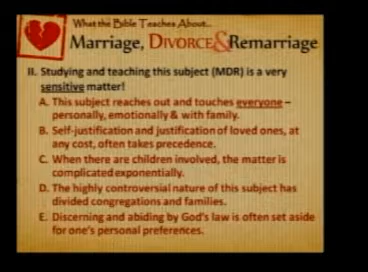 What the Bible Teaches About...
Marriage, DIVORCE & Remarriage
II. Studying and teaching this subject (MDR) is a very
sensitive matter!
A. This subject reaches out and touches everyone –
personally, emotionally & with family.
B. Self-justification and justification of loved ones, at
any cost, often takes precedence.
C. When there are children involved, the matter is
complicated exponentially.
D. The highly controversial nature of this subject has
divided congregations and families.
E. Discerning and abiding by God's law is often set aside
for one's personal preferences.